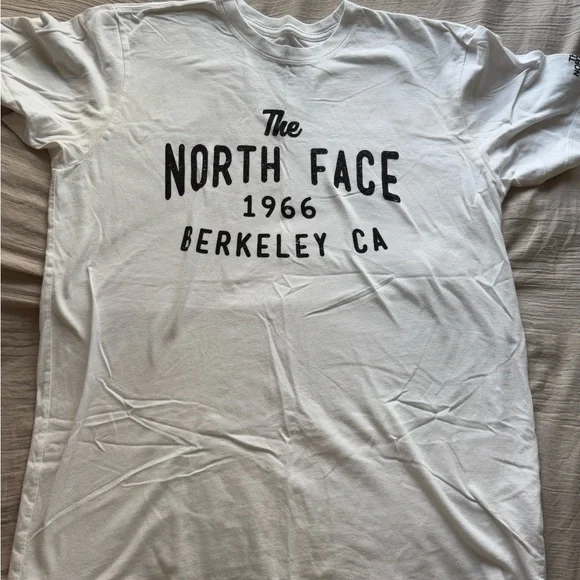 The
NORTH FACE
1966
BERKELEY CA